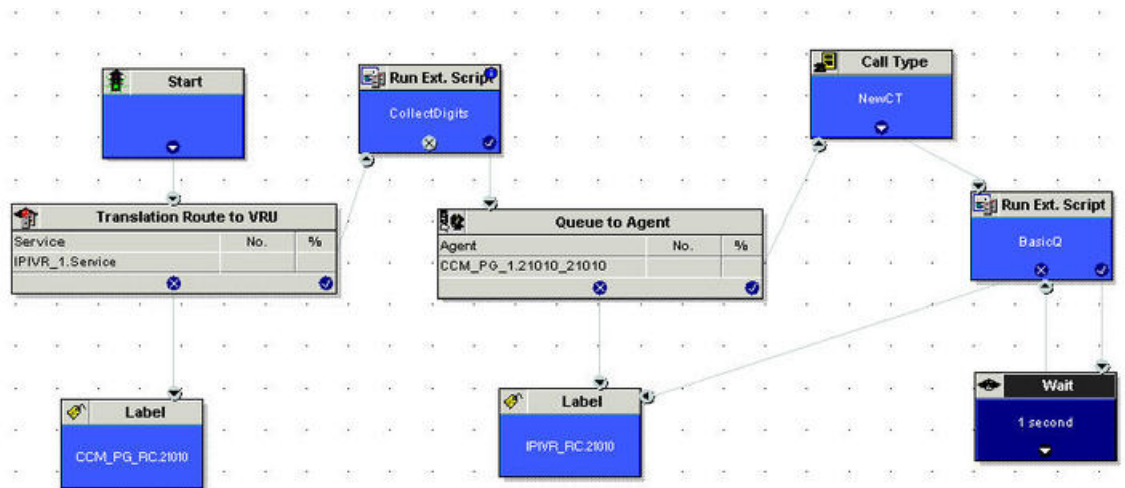 Start
Translation Route to VRU
Service No. %
IPIVR_1.Service
Label
CCM_PG_RC.21010
Run Ext. Script
CollectDigits
Queue to Agent
Agent No. %
CCM_PG_1.21010_21010
Label
IPIVR_RC.21010
Call Type
NewCT
Run Ext. Script
BasicQ
Wait
1 second